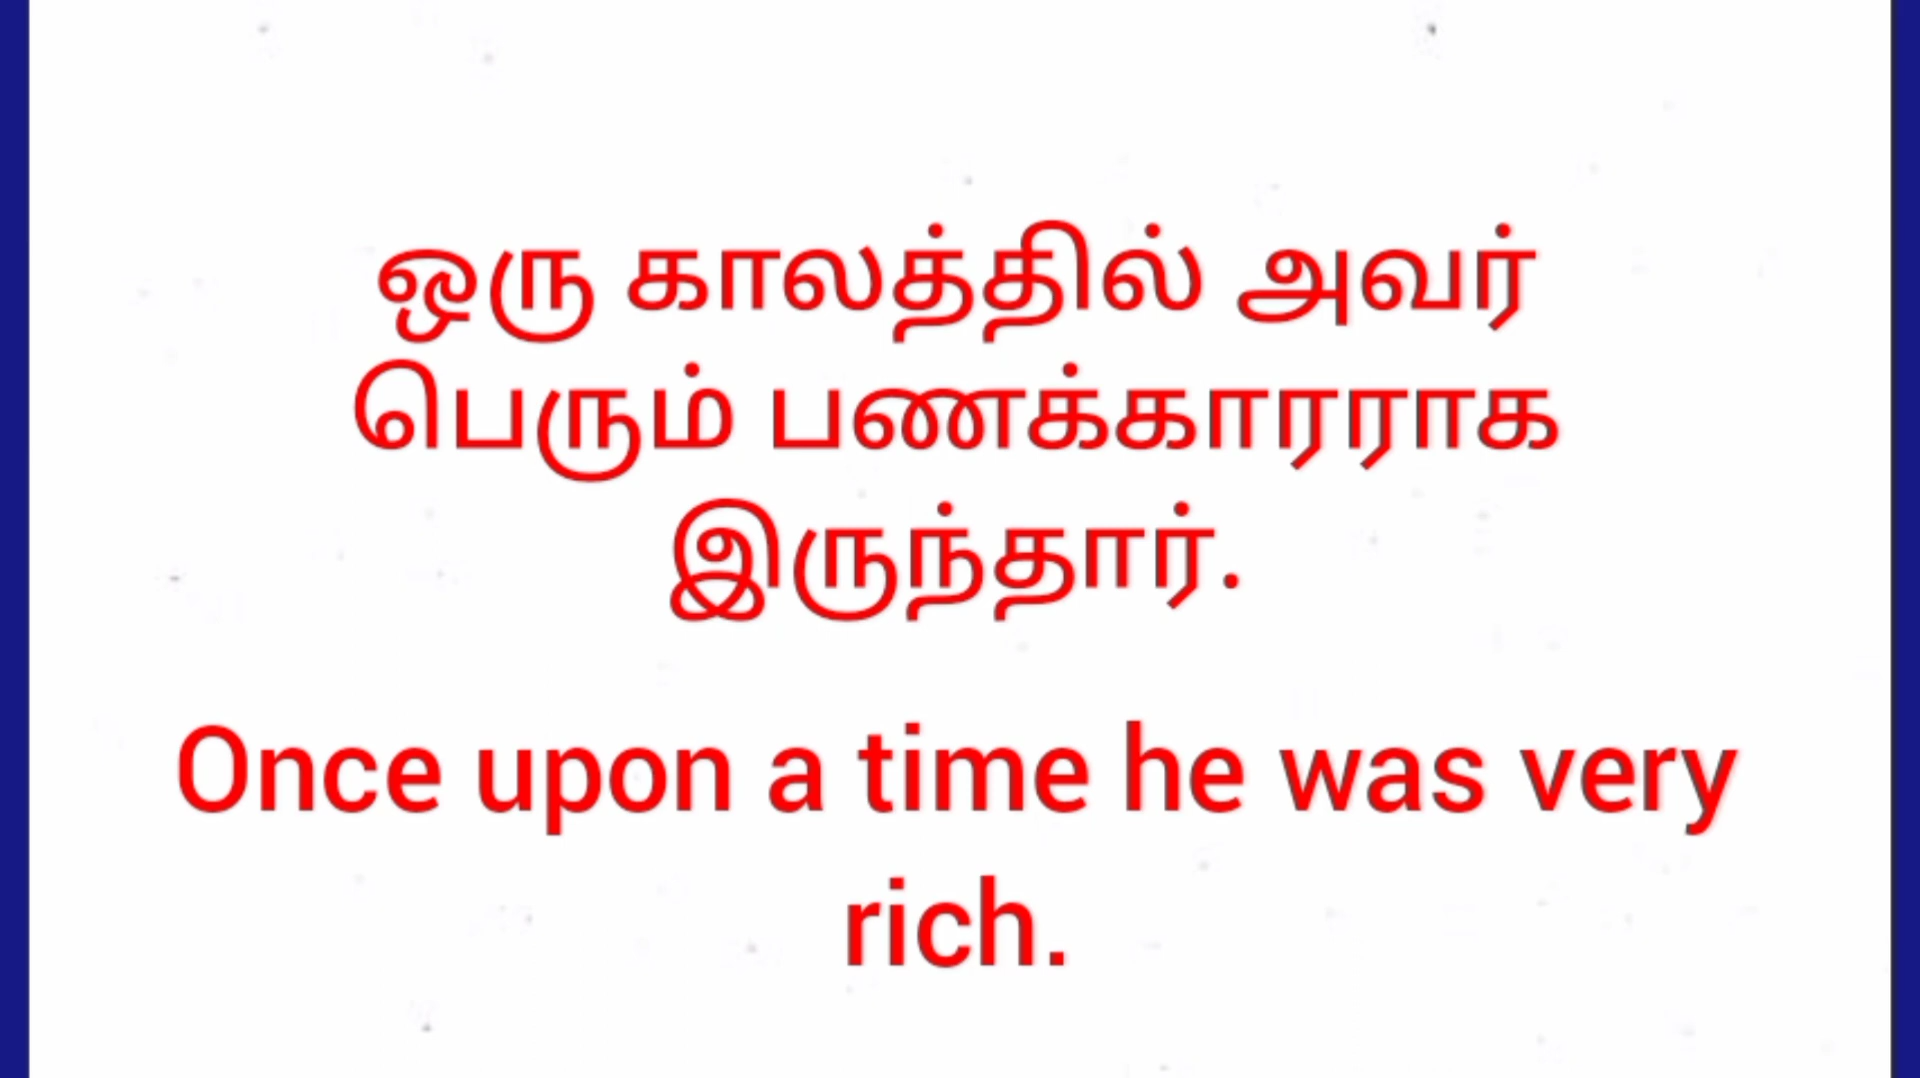 ஒரு காலத்தில் அவர்
பெரும் பணக்காரராக
இருந்தார்.
Once upon a time he was very
rich.